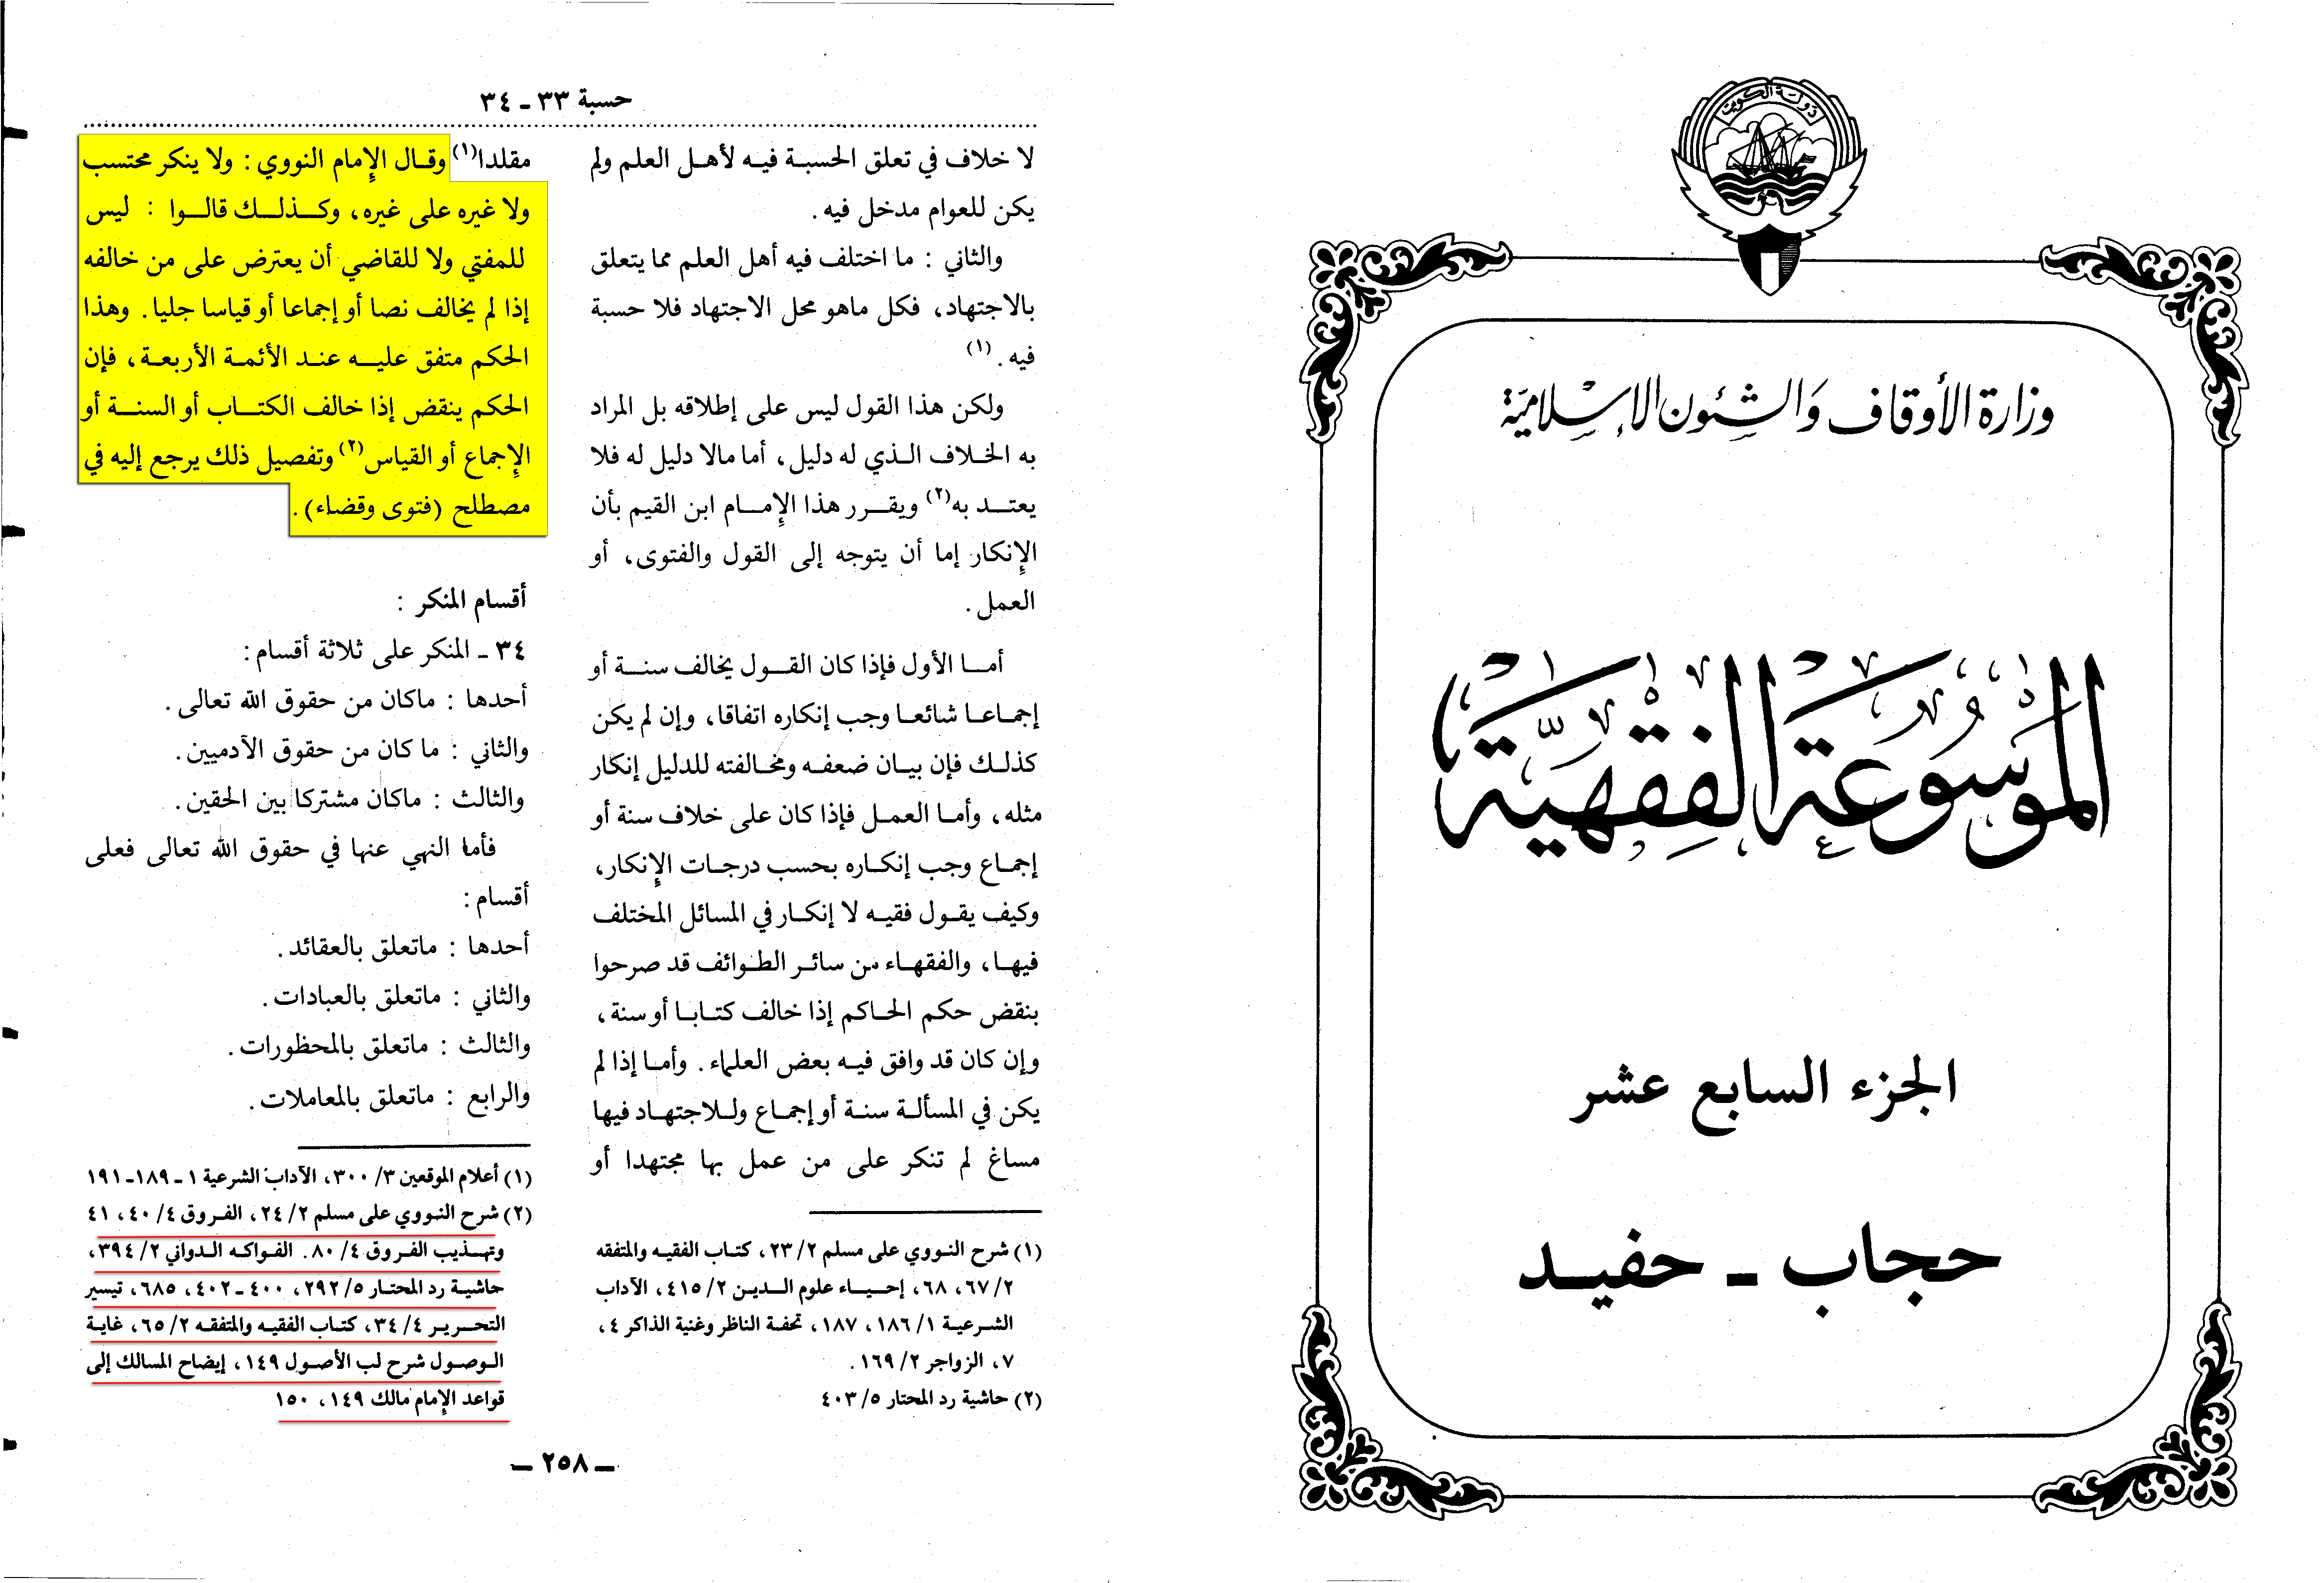 دولة الكويت
وزارة الأوقاف والشئون الإسلامية
الموسوعة الفقهية
الجزء السابع عشر
حجاب ـ حفيد
حسبة ٣٣ ـ ٣٤
لا خلاف في تعلق الحسبة فيه لأهل العلم ولم
يكن للعوام مدخل فيه .
والثاني : ما اختلف فيه أهل العلم مما يتعلق
بالاجتهاد، فكل ماهو محل الاجتهاد فلا حسبة
فيه . (١)
ولكن هذا القول ليس على إطلاقه بل المراد
به الخلاف الذي له دليل، أما مالا دليل له فلا
يعتد به(٢) ويقرر هذا الإمام ابن القيم بأن
الإنكار إما أن يتوجه إلى القول والفتوى، أو
العمل .
أما الأول فإذا كان القول يخالف سنة أو
إجماعا شائعا وجب إنكاره اتفاقا، وإن لم يكن
كذلك فإن بيان ضعفه ومخالفته للدليل إنكار
مثله، وأما العمل فإذا كان على خلاف سنة أو
إجماع وجب إنكاره بحسب درجات الإنكار،
وكيف يقول فقيه لا إنكار في المسائل المختلف
فيها، والفقهاء من سائر الطوائف قد صرحوا
بنقض حكم الحاكم إذا خالف كتابا أو سنة،
وإن كان قد وافق فيه بعض العلماء . وأما إذا لم
يكن في المسألة سنة أو إجماع وللاجتهاد فيها
مساغ لم تنكر على من عمل بها مجتهدا أو
(١) شرح النووي على مسلم ٢/ ٢٣، كتاب الفقيه والمتفقه
٢/ ٦٧، ٦٨، إحياء علوم الدين ٢/ ٤١٥، الآداب
الشرعية ١/ ١٨٦، ١٨٧، تحفة الناظر وغنية الذاكر ٤،
٧، الزواجر ٢/ ١٦٩ .
(٢) حاشية رد المحتار ٥/ ٤٠٣
مقلدا(١) وقال الإمام النووي : ولا ينكر محتسب
ولا غيره على غيره، وكذلك قالوا : ليس
للمفتي ولا للقاضي أن يعترض على من خالفه
إذا لم يخالف نصا أو إجماعا أو قياسا جليا . وهذا
الحكم متفق عليه عند الأئمة الأربعة، فإن
الحكم ينقض إذا خالف الكتاب أو السنة أو
الإجماع أو القياس(٢) وتفصيل ذلك يرجع إليه في
مصطلح (فتوى وقضاء) .
أقسام المنكر :
٣٤ ـ المنكر على ثلاثة أقسام:
أحدها : ماكان من حقوق الله تعالى .
والثاني : ما كان من حقوق الآدميين .
والثالث : ماكان مشتركا بين الحقين .
فأما النهي عنها في حقوق الله تعالى فعلى
أقسام:
أحدها : ماتعلق بالعقائد .
والثاني : ماتعلق بالعبادات .
والثالث : ماتعلق بالمحظورات .
والرابع : ماتعلق بالمعاملات .
(١) أعلام الموقعين ٣/ ٣٠٠، الآداب الشرعية ١ ـ ١٨٩ـ ١٩١
(٢) شرح النووي على مسلم ٢/ ٢٤، الفروق ٤/ ٤٠، ٤١
وتهذيب الفروق ٤/ ٨٠. الفواكه الدواني ٢/ ٣٩٤،
حاشية رد المحتار ٥/ ٢٩٢، ٤٠٠ ـ ٤٠٢، ٦٨٥، تيسير
التحرير ٤/ ٣٤، كتاب الفقيه والمتفقه ٢/ ٦٥، غاية
الوصول شرح لب الأصول ١٤٩، إيضاح المسالك إلى
قواعد الإمام مالك ١٤٩، ١٥٠
ـ ٢٥٨ ـ